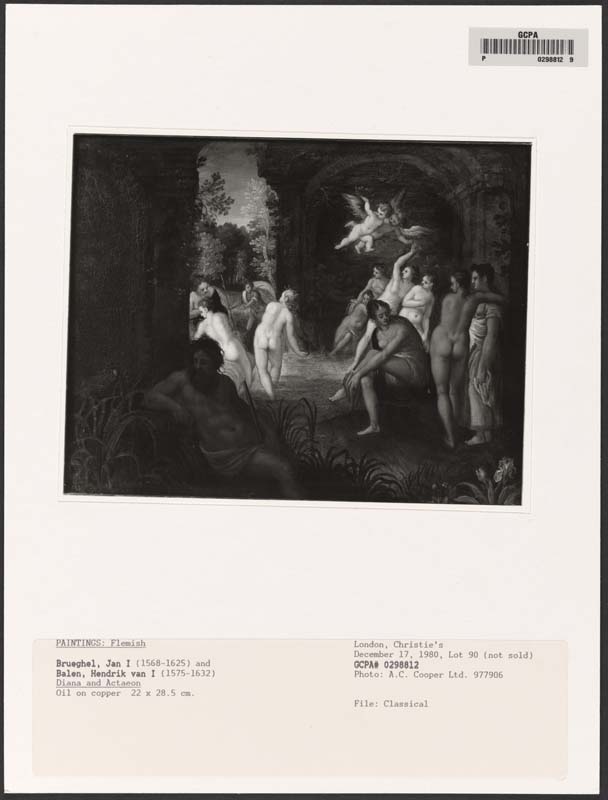 GCPA
P 0298812 9
PAINTINGS: Flemish
Brueghel, Jan I (1568-1625) and
Balen, Hendrik van I (1575-1632)
Diana and Actaeon
Oil on copper 22 x 28.5 cm.
London, Christie's
December 17, 1980, Lot 90 (not sold)
GCPA# 0298812
Photo: A.C. Cooper Ltd. 977906
File: Classical